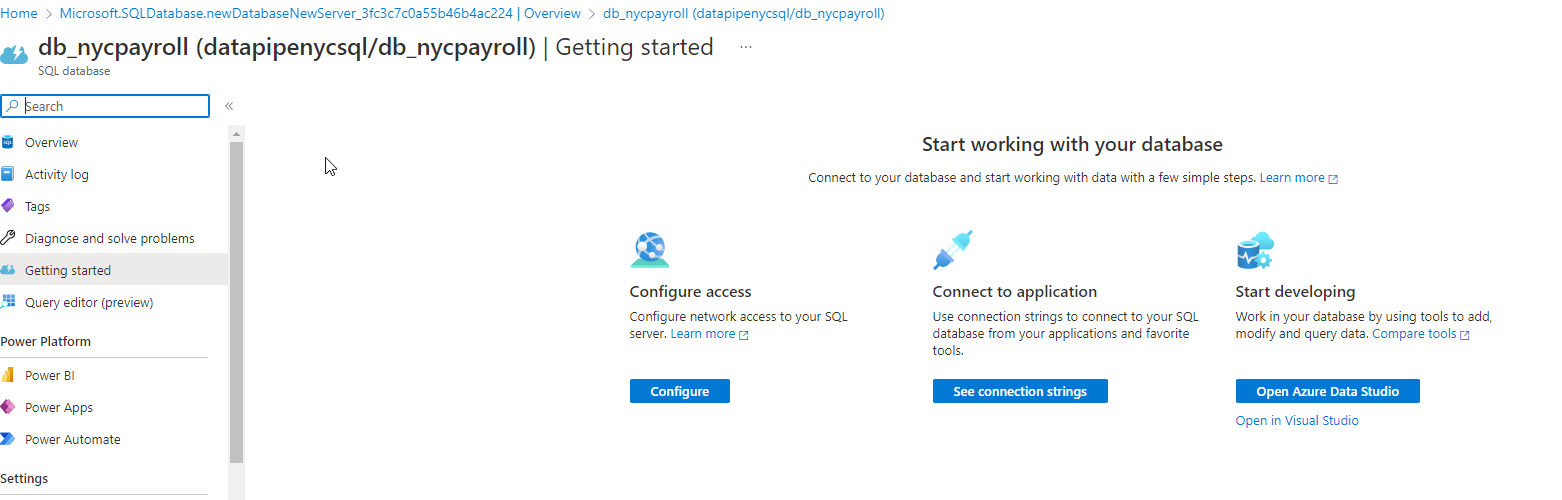 Home > Microsoft.SQLDatabase.newDatabaseNewServer_3fc3c7c0a55b46b4ac224 | Overview > db_nycpayroll (datapipenycsql/db_nycpayroll)
db_nycpayroll (datapipenycsql/db_nycpayroll) | Getting started ...
SQL database
Search
«
Overview
Activity log
Tags
Diagnose and solve problems
Getting started
Query editor (preview)
Power Platform
Power BI
Power Apps
Power Automate
Settings
Start working with your database
Connect to your database and start working with data with a few simple steps. Learn more
Configure access
Configure network access to your SQL
server. Learn more
Configure
Connect to application
Use connection strings to connect to your SQL
database from your applications and favorite
tools.
See connection strings
Start developing
Work in your database by using tools to add,
modify and query data. Compare tools
Open Azure Data Studio
Open in Visual Studio